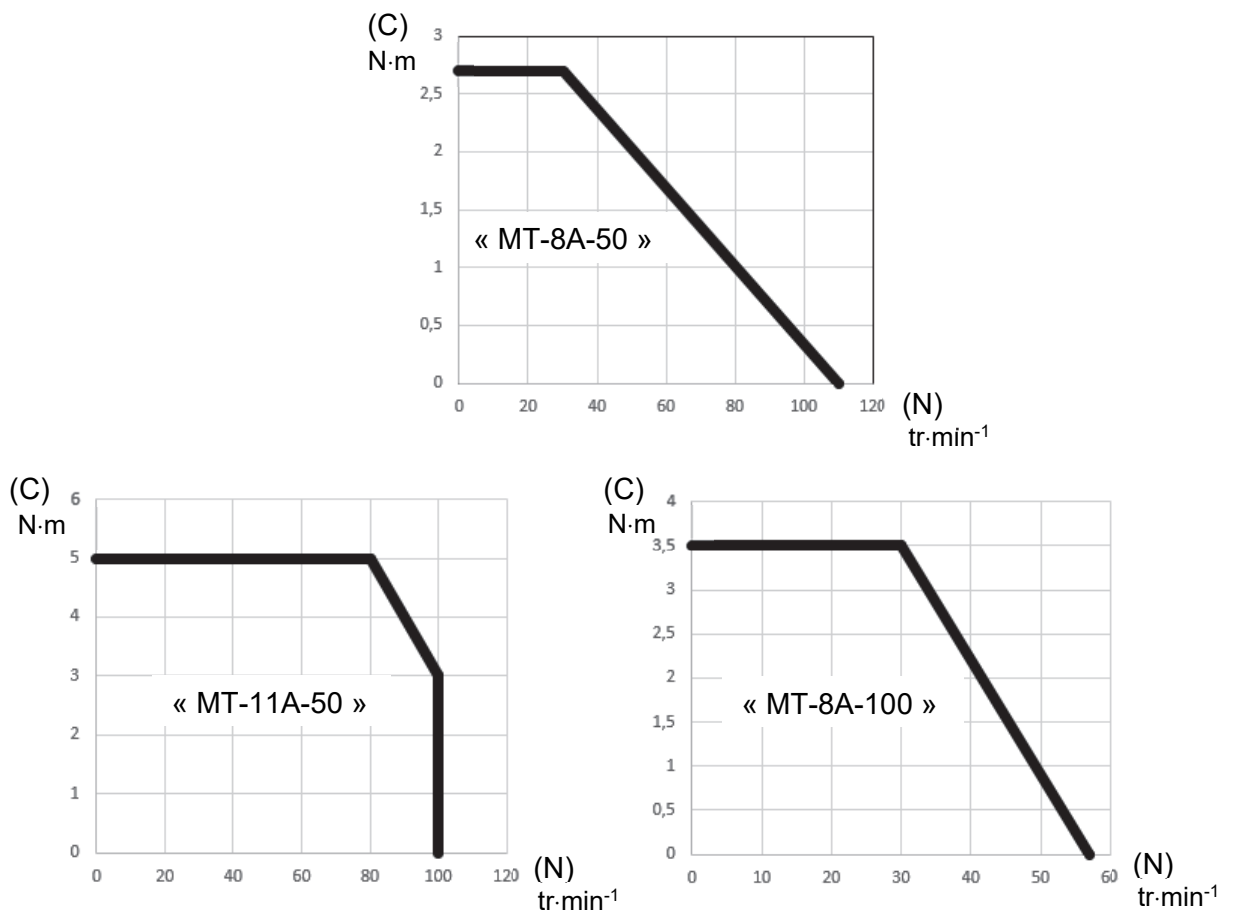 (C)
N·m
3
2,5
2
1,5
1
0,5
0
« MT-8A-50 »
0 20 40 60 80 100 120
(N)
tr·min-1
(C)
N·m
6
5
4
3
2
1
0
« MT-11A-50 »
0 20 40 60 80 100 120
(N)
tr·min-1
(C)
N·m
4
3,5
3
2,5
2
1,5
1
0,5
0
« MT-8A-100 »
0 10 20 30 40 50 60
(N)
tr·min-1